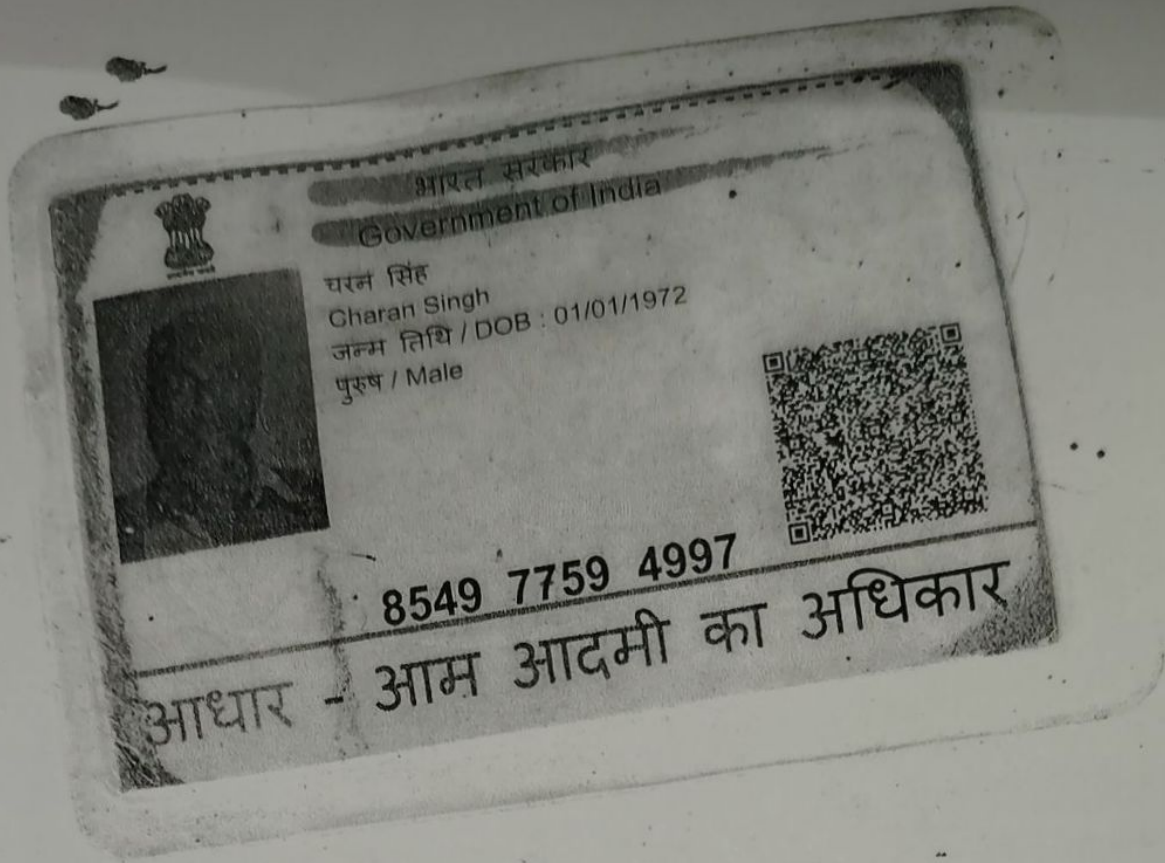 भारत सरकार
Government of India
चरन सिंह
Charan Singh
जन्म तिथि / DOB : 01/01/1972
पुरुष / Male
8549 7759 4997
आधार - आम आदमी का अधिकार